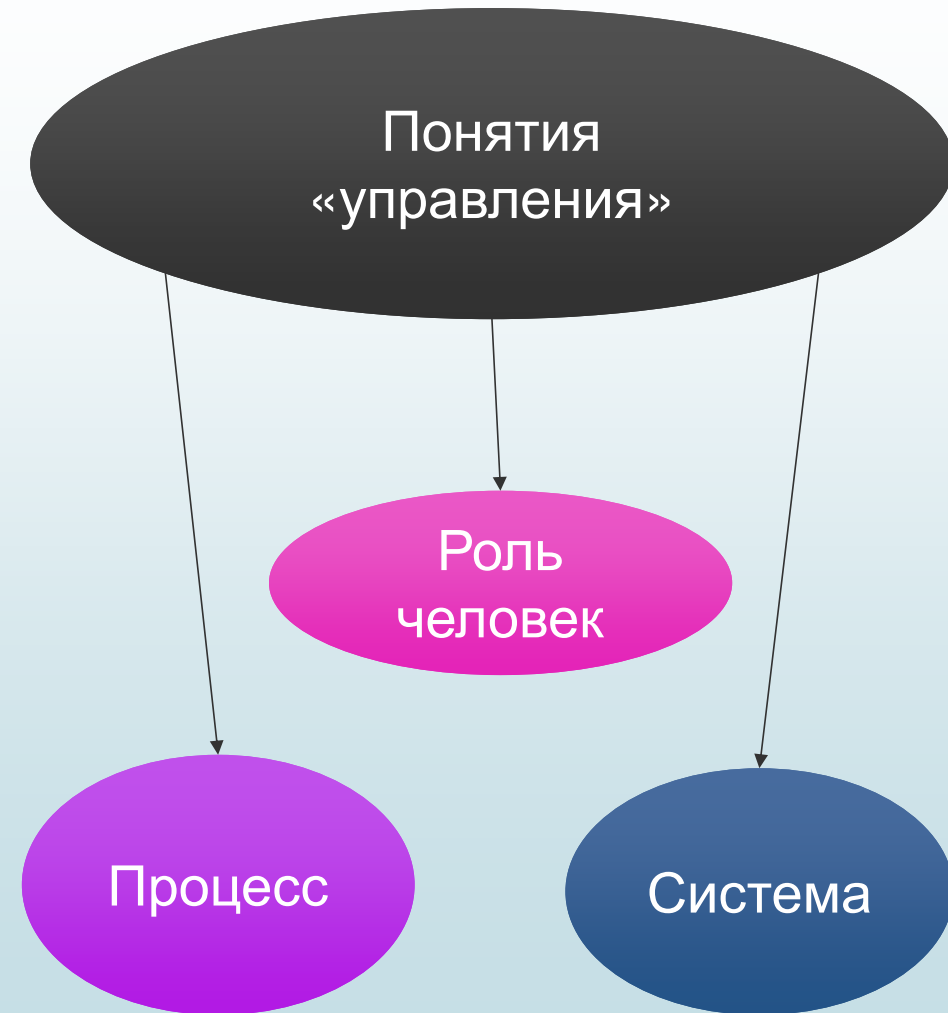 Понятия
«управления»
Роль
человек
Процесс
Система